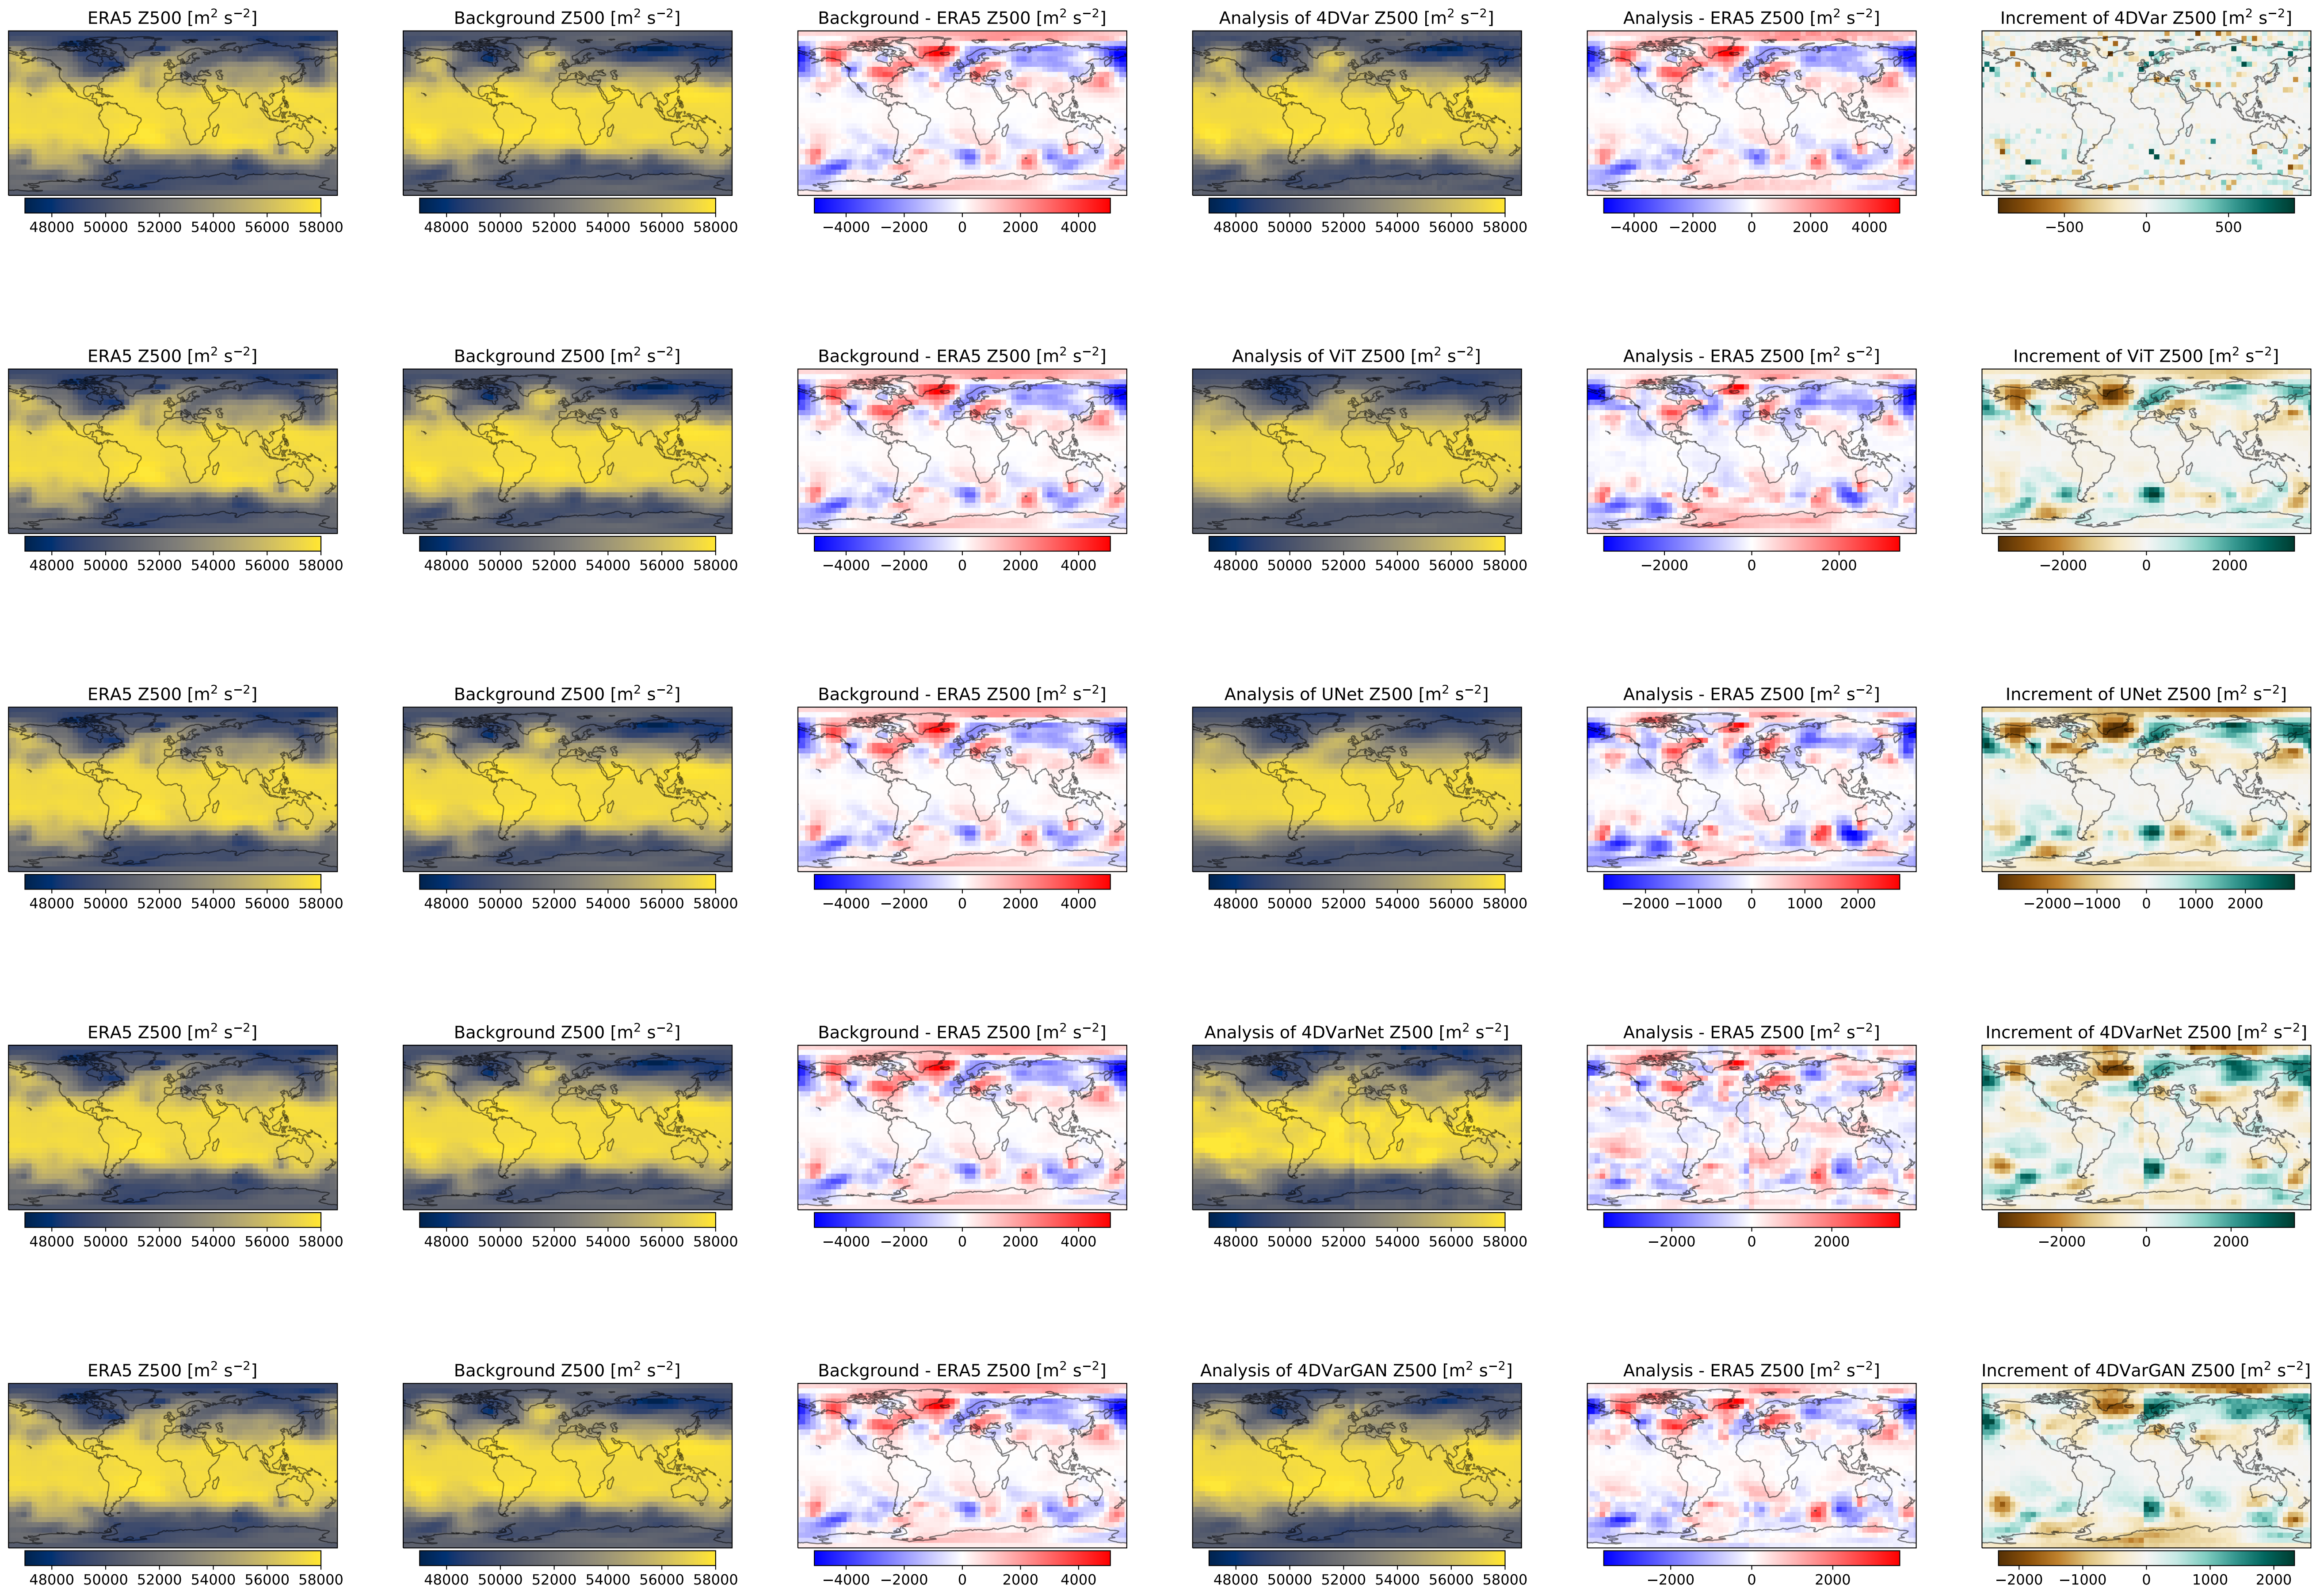 ERA5 Z500 [m² s⁻²] Background Z500 [m² s⁻²] Background - ERA5 Z500 [m² s⁻²] Analysis of 4DVar Z500 [m² s⁻²] Analysis - ERA5 Z500 [m² s⁻²] Increment of 4DVar Z500 [m² s⁻²]
48000 50000 52000 54000 56000 58000 48000 50000 52000 54000 56000 58000 −4000 −2000 0 2000 4000 48000 50000 52000 54000 56000 58000 −4000 −2000 0 2000 4000 −500 0 500
ERA5 Z500 [m² s⁻²] Background Z500 [m² s⁻²] Background - ERA5 Z500 [m² s⁻²] Analysis of ViT Z500 [m² s⁻²] Analysis - ERA5 Z500 [m² s⁻²] Increment of ViT Z500 [m² s⁻²]
48000 50000 52000 54000 56000 58000 48000 50000 52000 54000 56000 58000 −4000 −2000 0 2000 4000 48000 50000 52000 54000 56000 58000 −2000 0 2000 −2000 0 2000
ERA5 Z500 [m² s⁻²] Background Z500 [m² s⁻²] Background - ERA5 Z500 [m² s⁻²] Analysis of UNet Z500 [m² s⁻²] Analysis - ERA5 Z500 [m² s⁻²] Increment of UNet Z500 [m² s⁻²]
48000 50000 52000 54000 56000 58000 48000 50000 52000 54000 56000 58000 −4000 −2000 0 2000 4000 48000 50000 52000 54000 56000 58000 −2000 −1000 0 1000 2000 −2000 −1000 0 1000 2000
ERA5 Z500 [m² s⁻²] Background Z500 [m² s⁻²] Background - ERA5 Z500 [m² s⁻²] Analysis of 4DVarNet Z500 [m² s⁻²] Analysis - ERA5 Z500 [m² s⁻²] Increment of 4DVarNet Z500 [m² s⁻²]
48000 50000 52000 54000 56000 58000 48000 50000 52000 54000 56000 58000 −4000 −2000 0 2000 4000 48000 50000 52000 54000 56000 58000 −2000 0 2000 −2000 0 2000
ERA5 Z500 [m² s⁻²] Background Z500 [m² s⁻²] Background - ERA5 Z500 [m² s⁻²] Analysis of 4DVarGAN Z500 [m² s⁻²] Analysis - ERA5 Z500 [m² s⁻²] Increment of 4DVarGAN Z500 [m² s⁻²]
48000 50000 52000 54000 56000 58000 48000 50000 52000 54000 56000 58000 −4000 −2000 0 2000 4000 48000 50000 52000 54000 56000 58000 −2000 0 2000 −2000 −1000 0 1000 2000